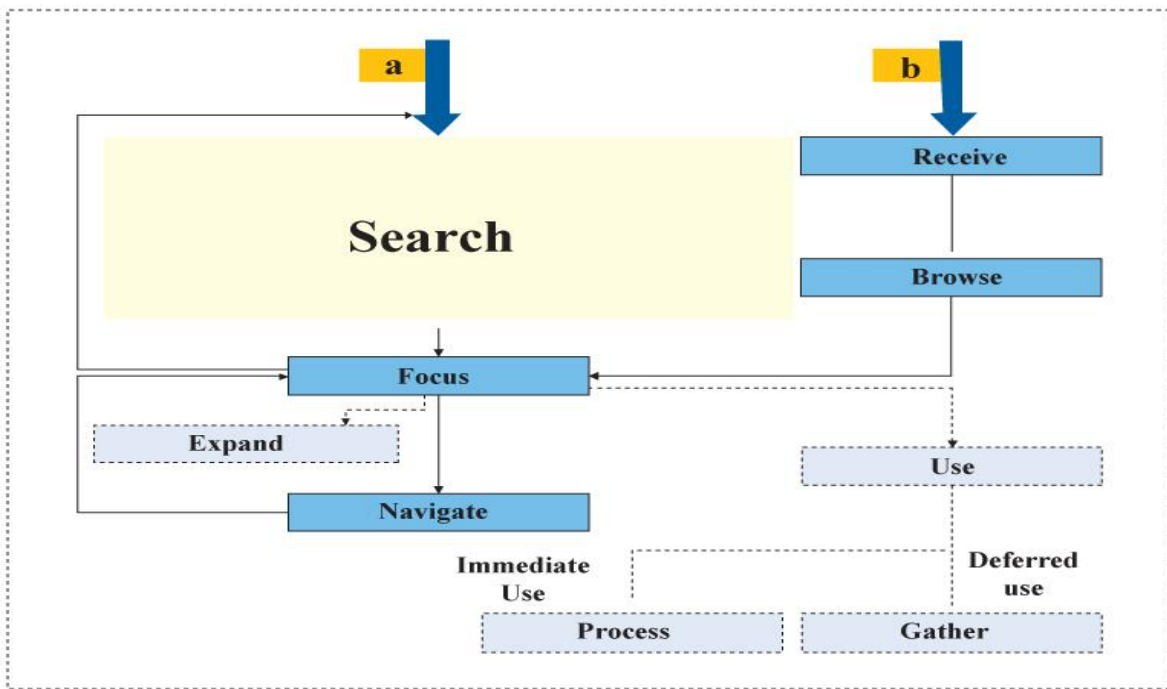 a
b
Receive
Search
Browse
Focus
Expand
Use
Navigate
Immediate
Use
Deferred
use
Process
Gather